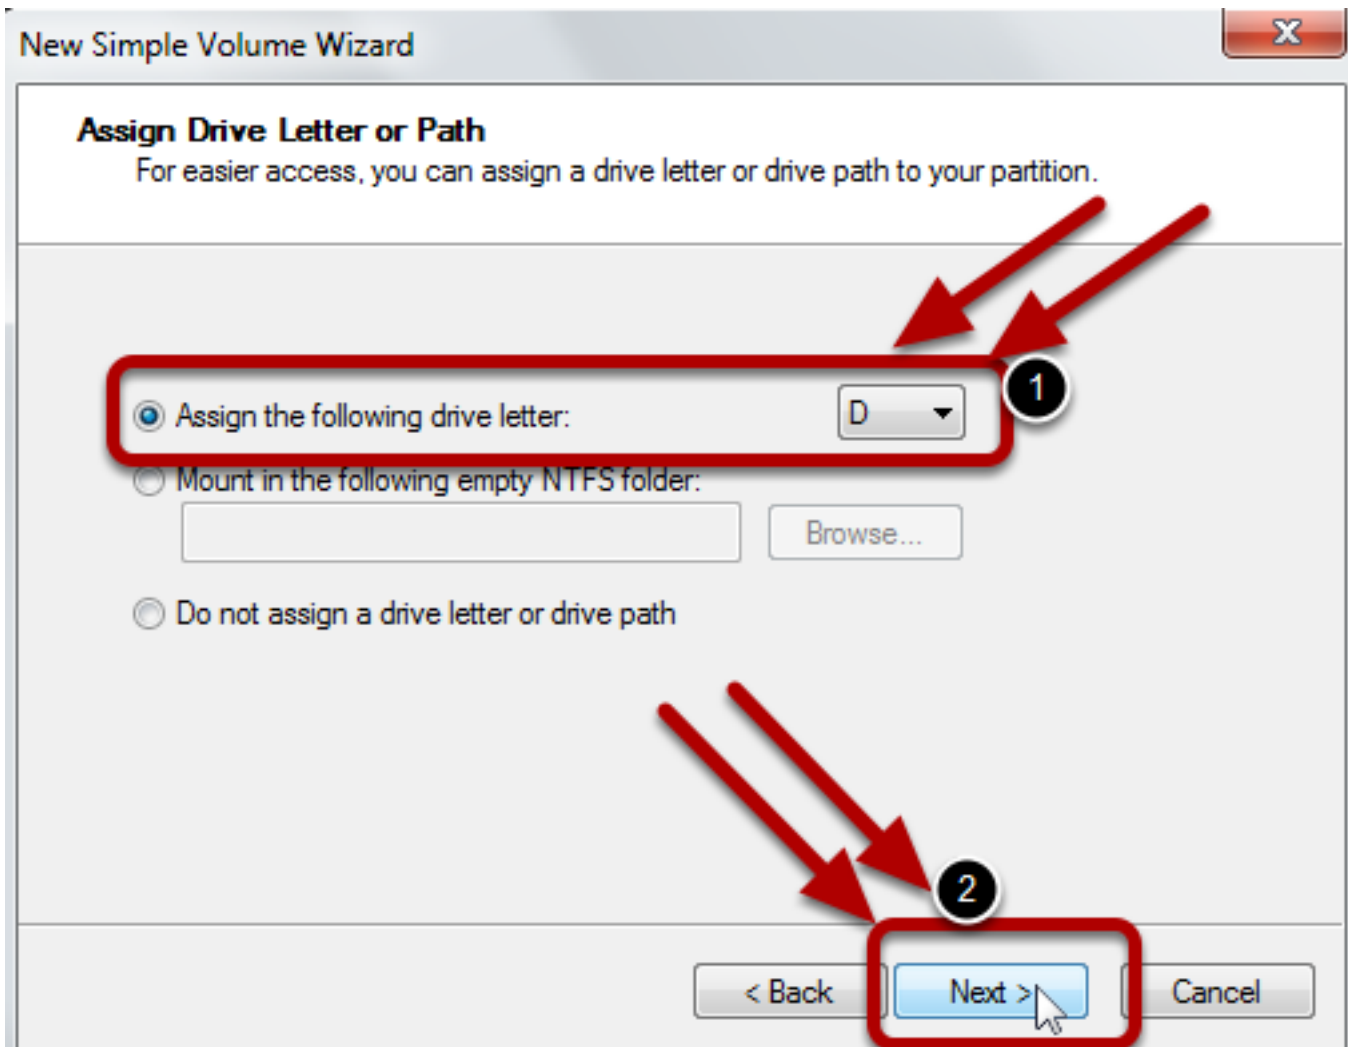 New Simple Volume Wizard
x
Assign Drive Letter or Path
For easier access, you can assign a drive letter or drive path to your partition.
1
Assign the following drive letter: D
Mount in the following empty NTFS folder:
Browse...
Do not assign a drive letter or drive path
2
< Back Next > Cancel